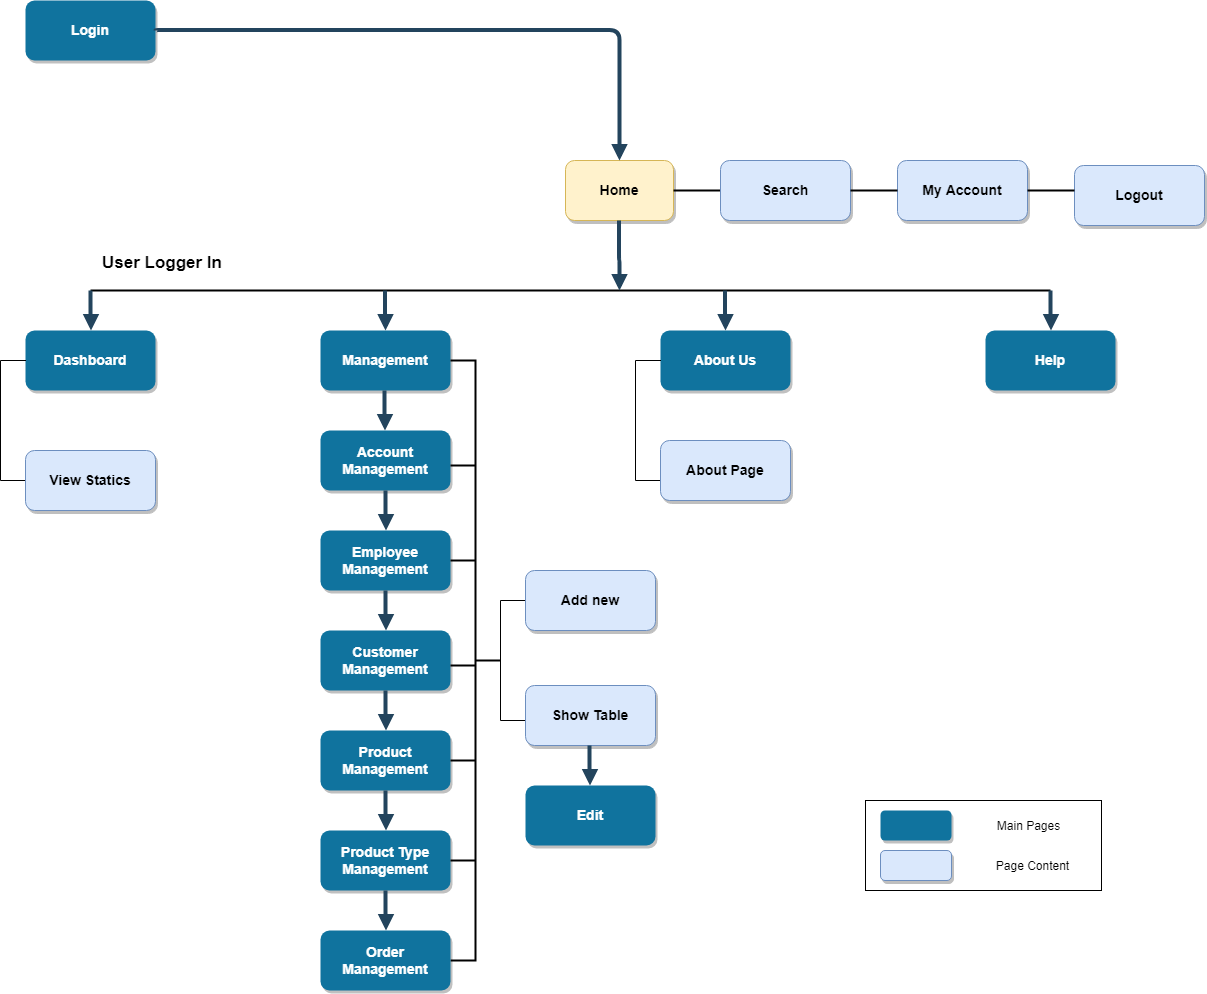 Login
Home
Search
My Account
Logout
User Logger In
Dashboard
Management
About Us
Help
Account
Management
About Page
View Statics
Employee
Management
Add new
Customer
Management
Show Table
Product
Management
Edit
Main Pages
Product Type
Management
Page Content
Order
Management